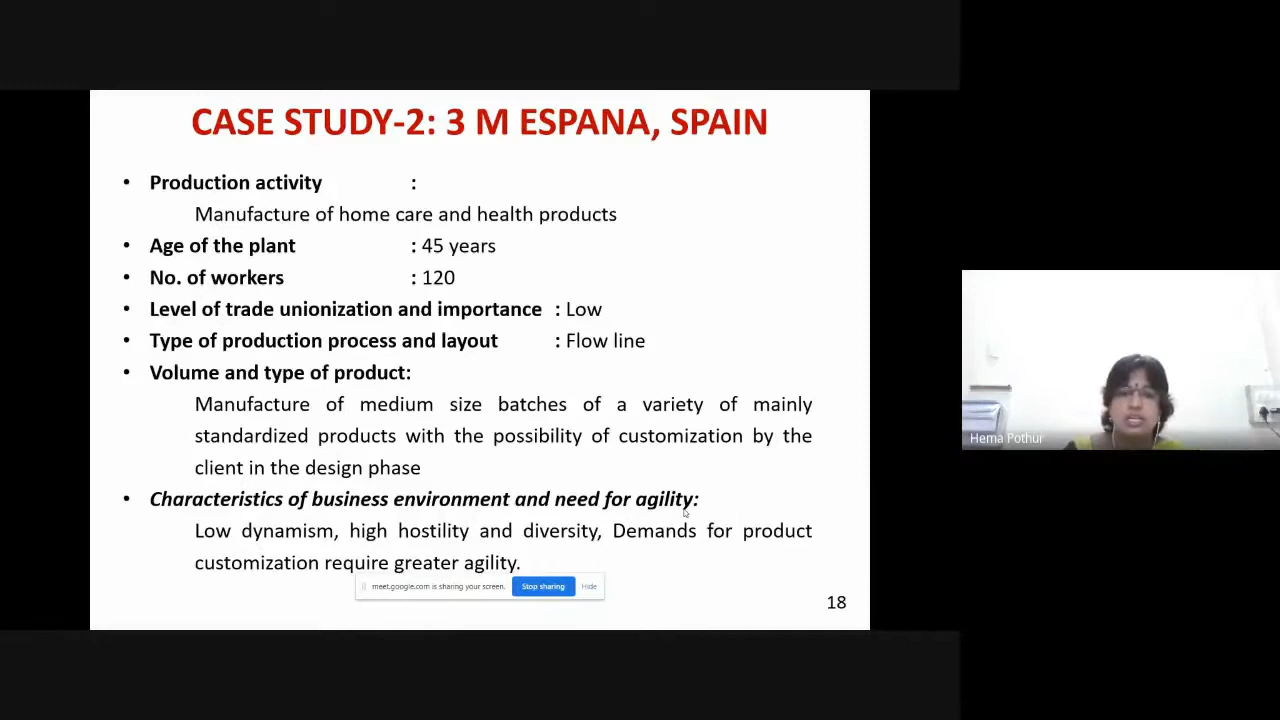 CASE STUDY-2: 3 M ESPANA, SPAIN
• Production activity :
Manufacture of home care and health products
• Age of the plant : 45 years
• No. of workers : 120
• Level of trade unionization and importance : Low
• Type of production process and layout : Flow line
• Volume and type of product:
Manufacture of medium size batches of a variety of mainly
standardized products with the possibility of customization by the
client in the design phase
• Characteristics of business environment and need for agility:
Low dynamism, high hostility and diversity, Demands for product
customization require greater agility.
meet.google.com is sharing your screen. Stop sharing Hide
18
Hema Pothur